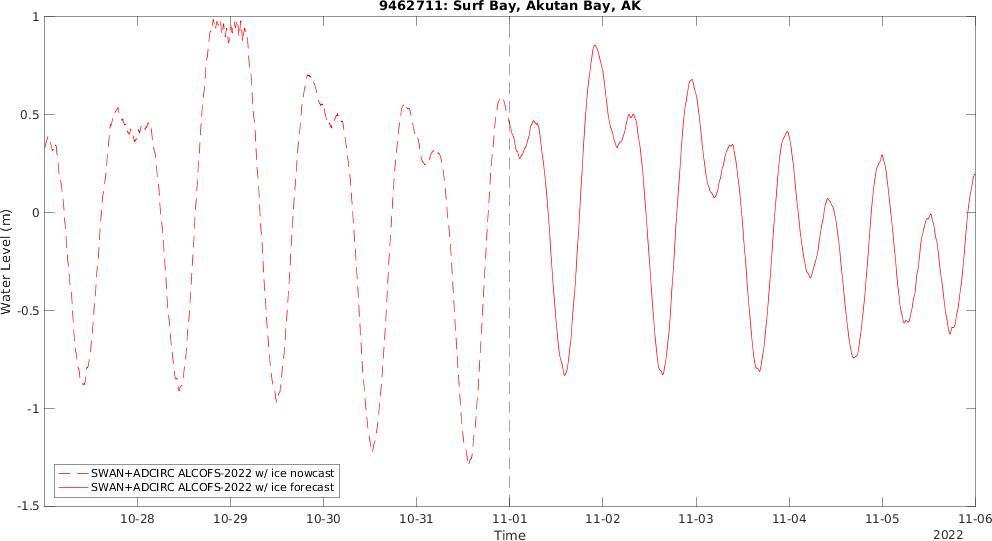 9462711: Surf Bay, Akutan Bay, AK
1
0.5
0
-0.5
-1
-1.5
Water Level (m)
SWAN+ADCIRC ALCOFS-2022 w/ ice nowcast
SWAN+ADCIRC ALCOFS-2022 w/ ice forecast
10-28 10-29 10-30 10-31 11-01 11-02 11-03 11-04 11-05 11-06
Time
2022